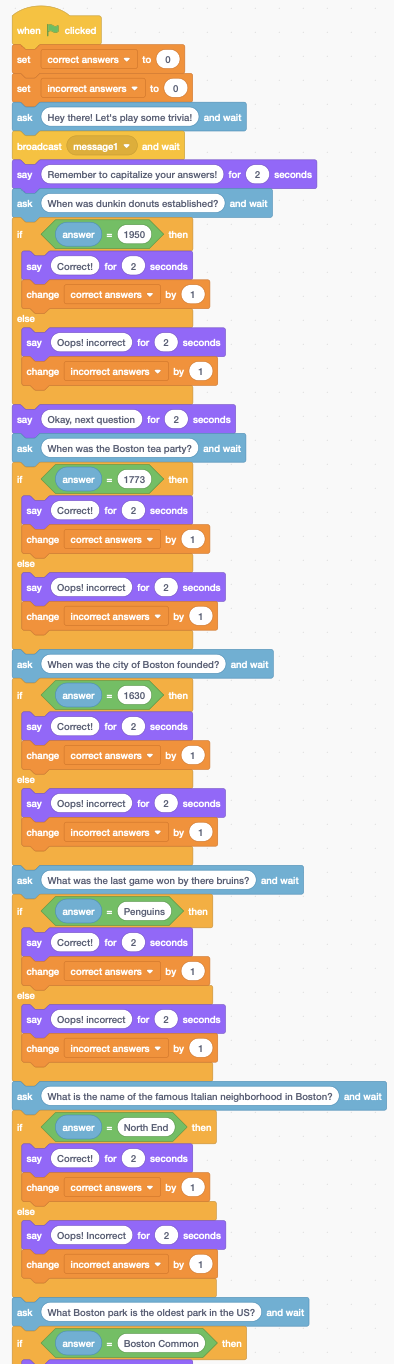 when clicked
set correct answers to 0
set incorrect answers to 0
ask Hey there! Let's play some trivia! and wait
broadcast message1 and wait
say Remember to capitalize your answers! for 2 seconds
ask When was dunkin donuts established? and wait
if answer = 1950 then
say Correct! for 2 seconds
change correct answers by 1
else
say Oops! incorrect for 2 seconds
change incorrect answers by 1
say Okay, next question for 2 seconds
ask When was the Boston tea party? and wait
if answer = 1773 then
say Correct! for 2 seconds
change correct answers by 1
else
say Oops! incorrect for 2 seconds
change incorrect answers by 1
ask When was the city of Boston founded? and wait
if answer = 1630 then
say Correct! for 2 seconds
change correct answers by 1
else
say Oops! incorrect for 2 seconds
change incorrect answers by 1
ask What was the last game won by there bruins? and wait
if answer = Penguins then
say Correct! for 2 seconds
change correct answers by 1
else
say Oops! incorrect for 2 seconds
change incorrect answers by 1
ask What is the name of the famous Italian neighborhood in Boston? and wait
if answer = North End then
say Correct! for 2 seconds
change correct answers by 1
else
say Oops! Incorrect for 2 seconds
change incorrect answers by 1
ask What Boston park is the oldest park in the US? and wait
if answer = Boston Common then